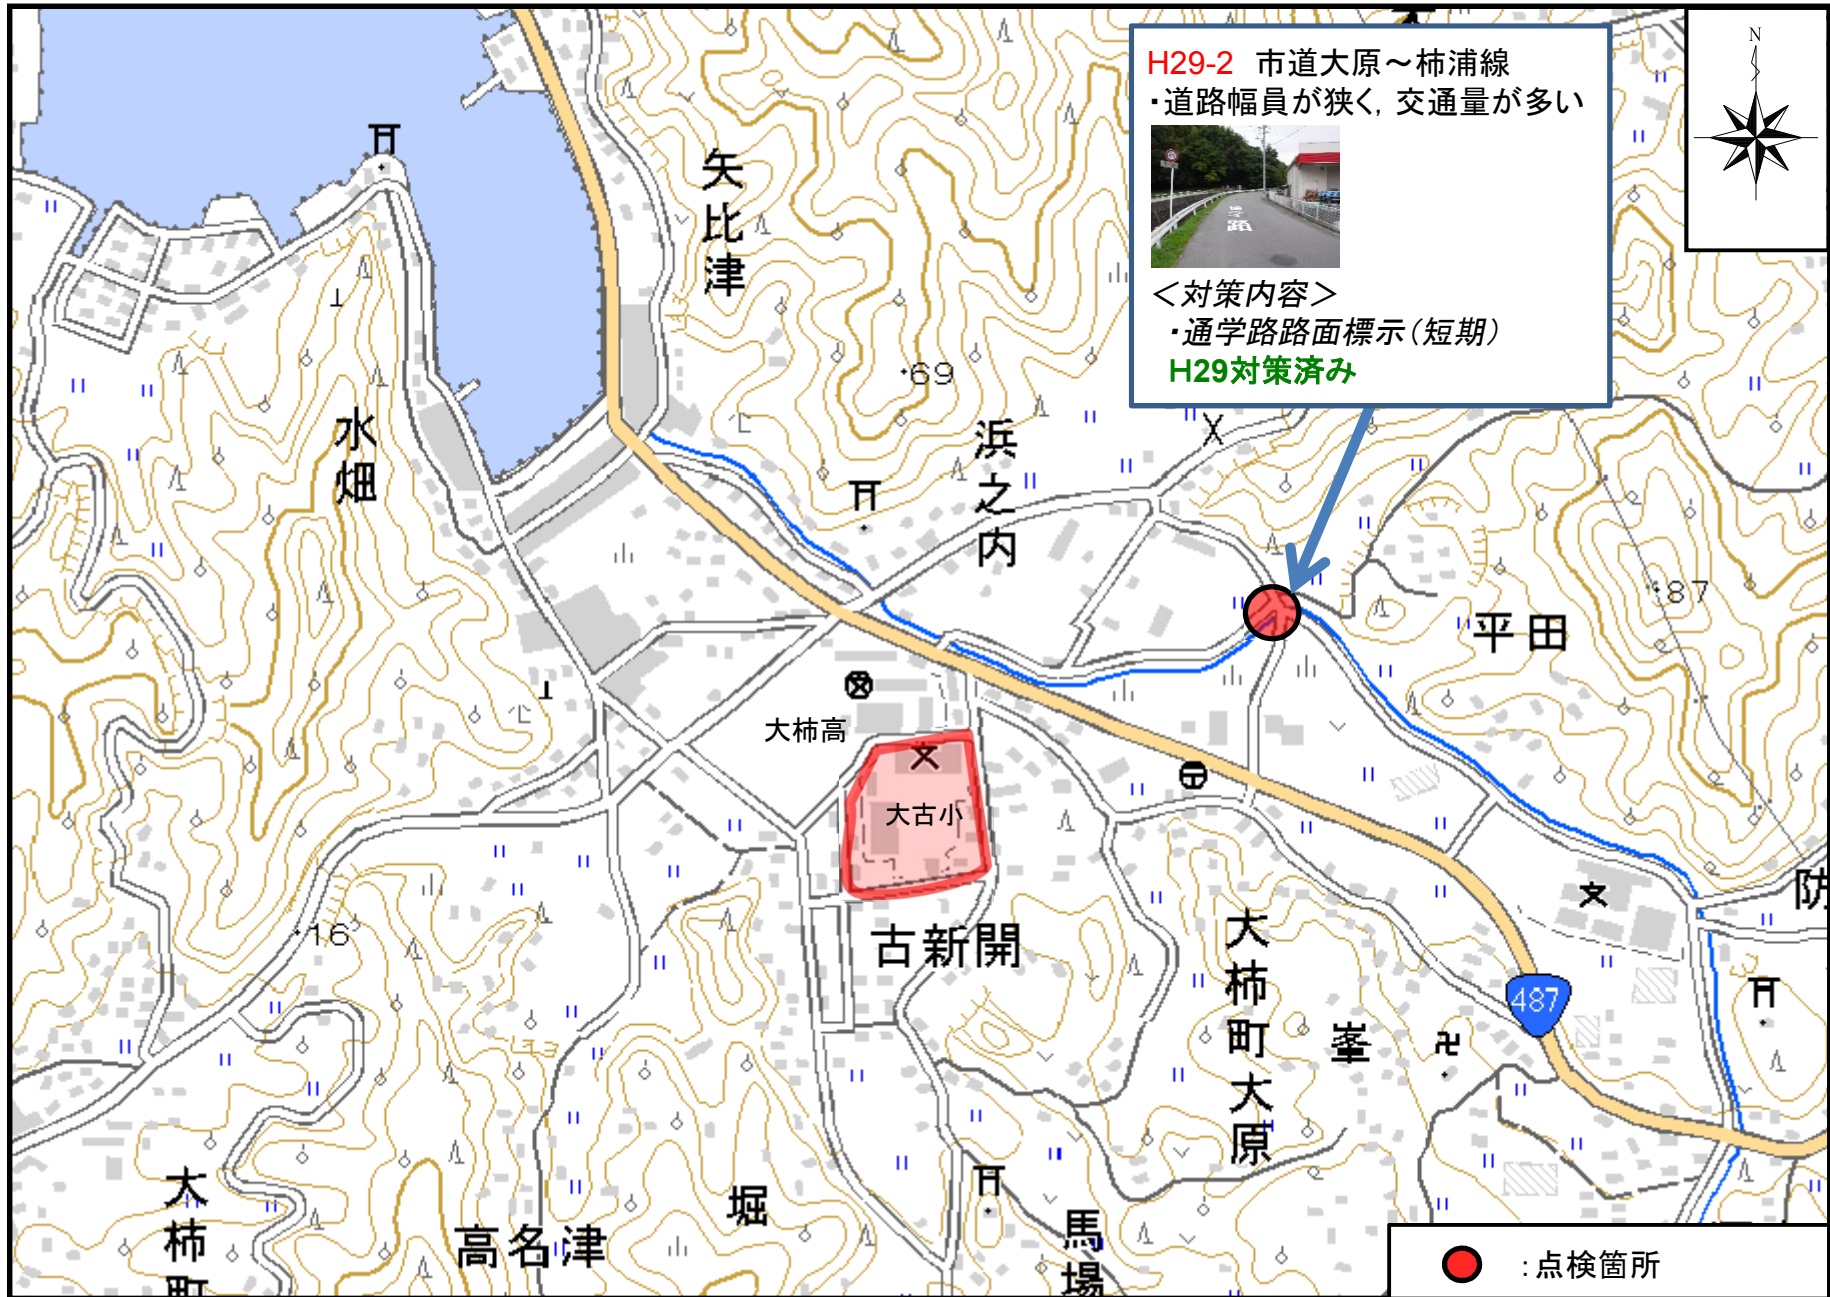 H29-2 市道大原～柿浦線
・道路幅員が狭く，交通量が多い
＜対策内容＞
・通学路路面標示（短期）
H29対策済み
N
矢比津
69
水畑
浜之内
87
平田
大柿高
大古小
16
古新開
大柿町大原
峯
487
防
大柿町
高名津
堀
馬場
：点検箇所